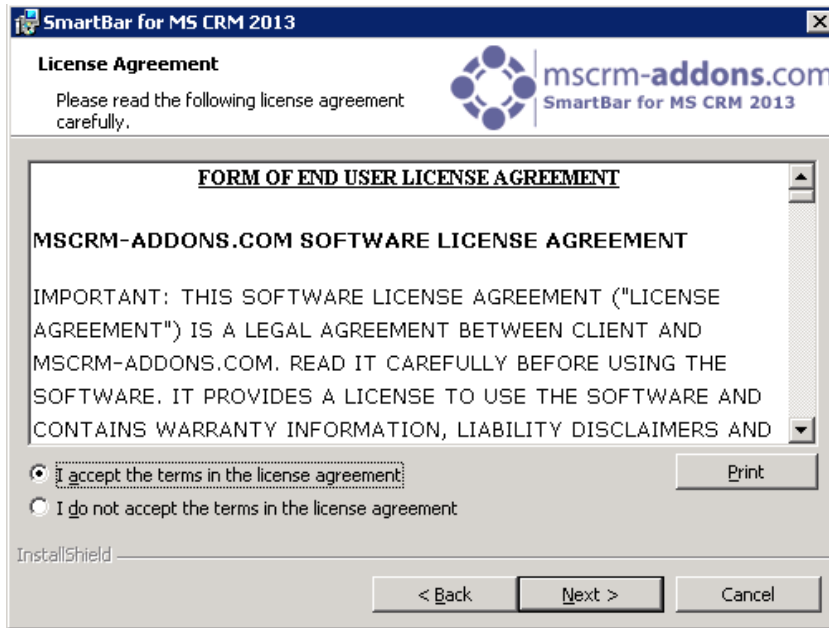 SmartBar for MS CRM 2013
License Agreement
Please read the following license agreement
carefully.
mscrm-addons.com
SmartBar for MS CRM 2013
FORM OF END USER LICENSE AGREEMENT
MSCRM-ADDONS.COM SOFTWARE LICENSE AGREEMENT
IMPORTANT: THIS SOFTWARE LICENSE AGREEMENT ("LICENSE
AGREEMENT") IS A LEGAL AGREEMENT BETWEEN CLIENT AND
MSCRM-ADDONS.COM. READ IT CAREFULLY BEFORE USING THE
SOFTWARE. IT PROVIDES A LICENSE TO USE THE SOFTWARE AND
CONTAINS WARRANTY INFORMATION, LIABILITY DISCLAIMERS AND
I accept the terms in the license agreement
Print
I do not accept the terms in the license agreement
InstallShield
< Back
Next >
Cancel